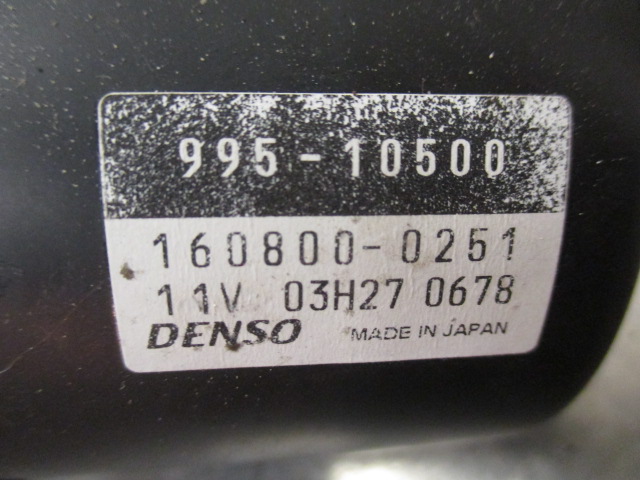 995-10500
160800-0251
11V 03H27 0678
DENSO MADE IN JAPAN